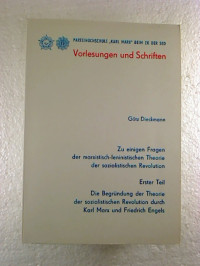 PARTEIHOCHSCHULE „KARL MARX“ BEIM ZK DER SED
Vorlesungen und Schriften
Götz Dieckmann
Zu einigen Fragen
der marxistisch-leninistischen Theorie
der sozialistischen Revolution
Erster Teil
Die Begründung der Theorie
der sozialistischen Revolution durch
Karl Marx und Friedrich Engels